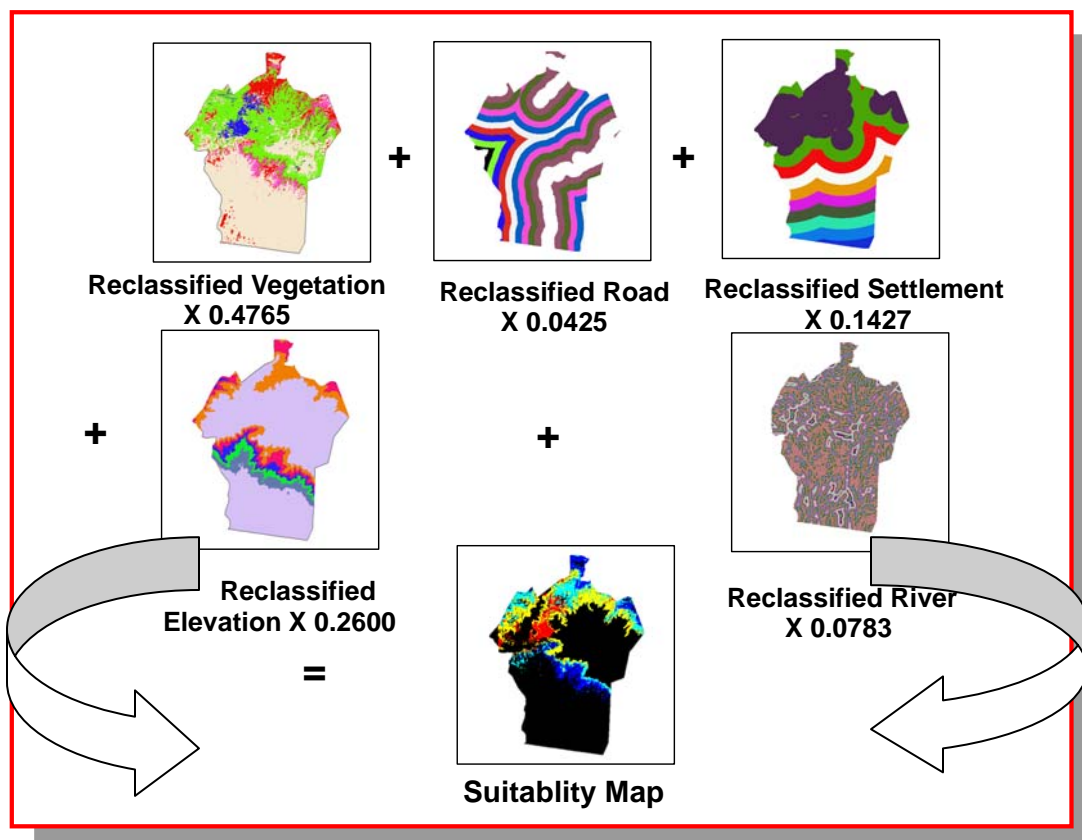 +
+
Reclassified Vegetation
X 0.4765
Reclassified Road
X 0.0425
Reclassified Settlement
X 0.1427
+
+
Reclassified
Elevation X 0.2600
Reclassified River
X 0.0783
=
Suitablity Map